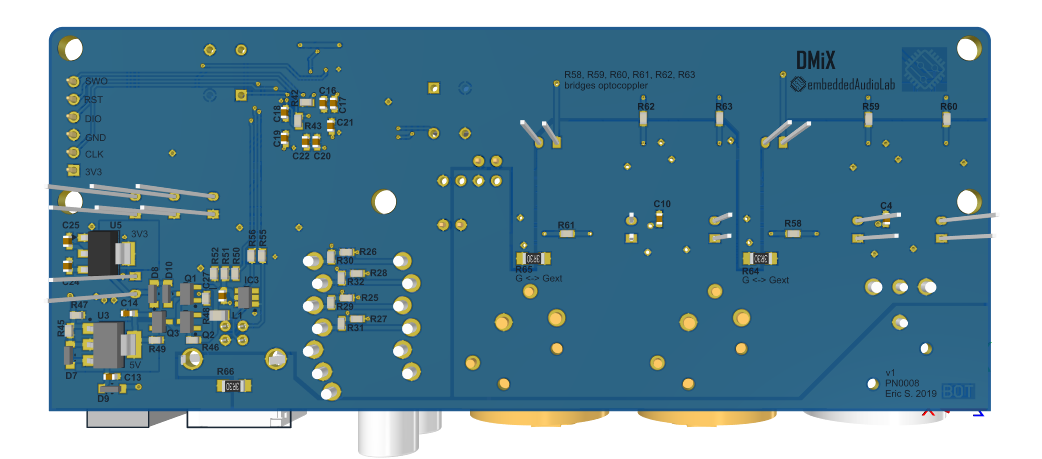 DMiX
embeddedAudioLab
R58, R59, R60, R61, R62, R63
bridges optocoppler
SWO
RST
DIO
GND
CLK
3V3
R42
C16
C17
C18
R43
C21
C19
C22
C20
R62
R63
R59
R60
C25
U5
3V3
C24
R56
R55
R52
R51
R50
R26
R30
R28
R32
R25
R29
R27
R31
C10
R61
C4
R58
R65
G <-> Gext
R64
G <-> Gext
D8
D10
Q1
C27
IC3
R48
L1
R47
C14
R45
U3
Q3
Q2
R49
R46
5V
D7
C13
D9
R66
v1
PN0008
Eric S. 2019
BOT